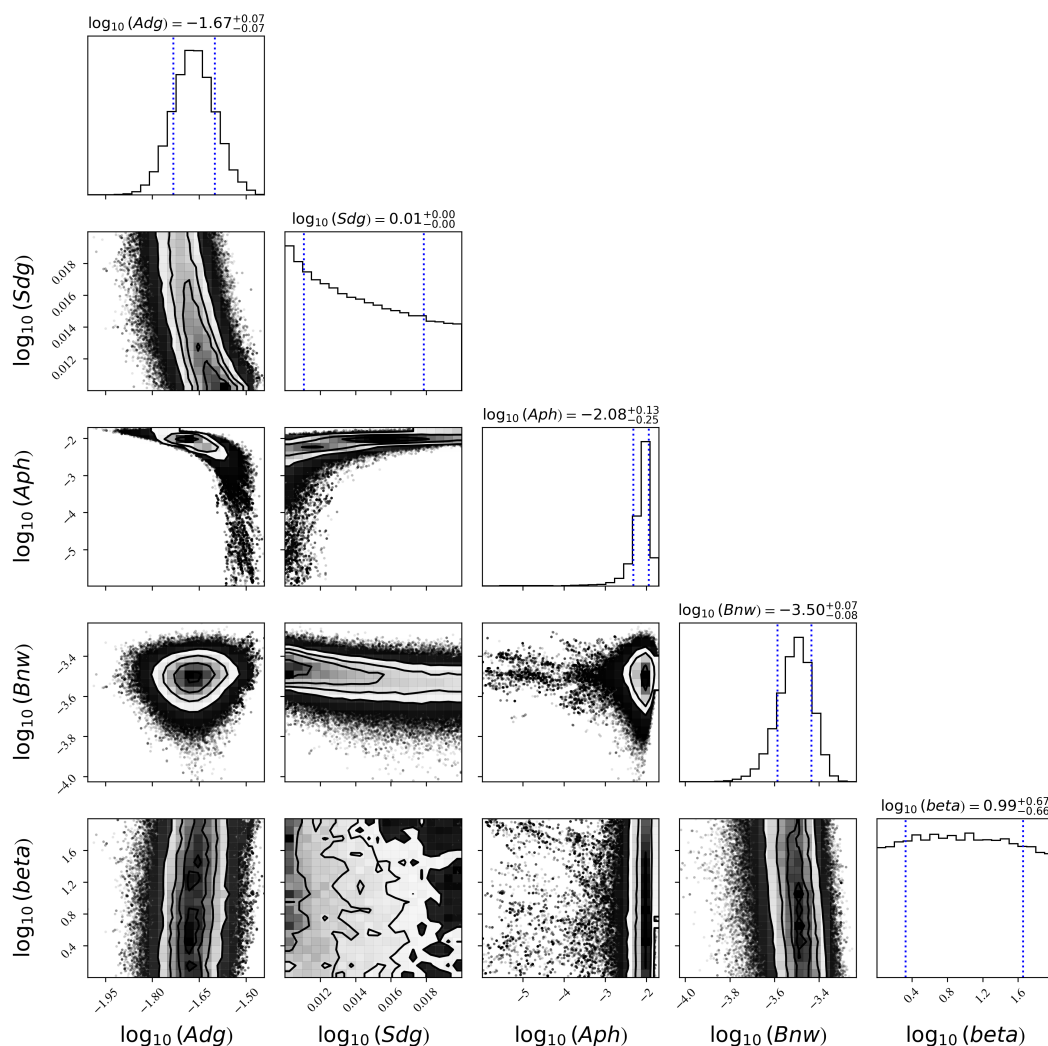 log₁₀(Adg) = −1.67 +0.07 −0.07
log₁₀(Sdg) = 0.01 +0.00 −0.00
log₁₀(Sdg)
0.018
0.016
0.014
0.012
log₁₀(Aph) = −2.08 +0.13 −0.25
log₁₀(Aph)
−2
−3
−4
−5
log₁₀(Bnw) = −3.50 +0.07 −0.08
log₁₀(Bnw)
−3.4
−3.6
−3.8
−4.0
log₁₀(beta) = 0.99 +0.67 −0.66
log₁₀(beta)
1.6
1.2
0.8
0.4
−1.95 −1.80 −1.65 −1.50 0.012 0.014 0.016 0.018 −5 −4 −3 −2 −4.0 −3.8 −3.6 −3.4 0.4 0.8 1.2 1.6
log₁₀(Adg) log₁₀(Sdg) log₁₀(Aph) log₁₀(Bnw) log₁₀(beta)